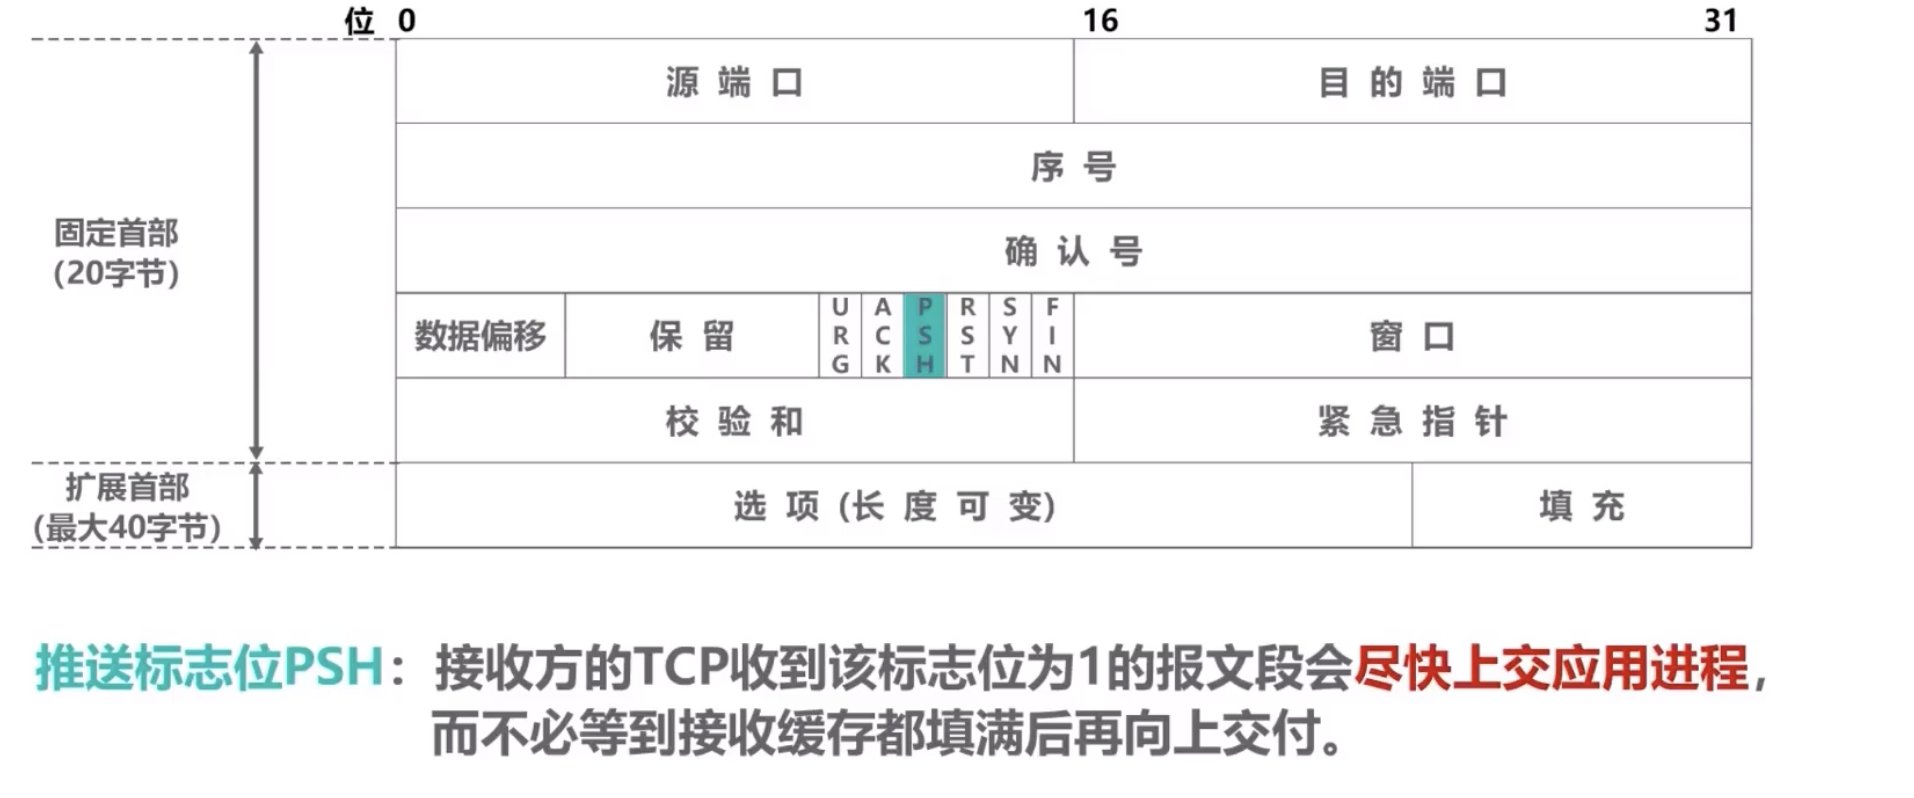 位 0 16 31
源端口 目的端口
序号
确认号
固定首部
(20字节)
数据偏移 保留 URG ACK PSH RST SYN FIN 窗口
校验和 紧急指针
扩展首部
(最大40字节)
选项(长度可变) 填充
推送标志位PSH：接收方的TCP收到该标志位为1的报文段会尽快上交应用进程，
而不必等到接收缓存都填满后再向上交付。